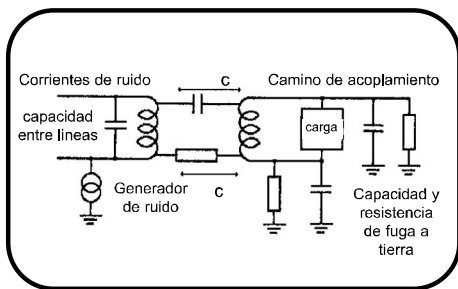 Corrientes de ruido
C
Camino de acoplamiento
capacidad
entre lineas
carga
Generador
de ruido
C
Capacidad y
resistencia
de fuga a
tierra